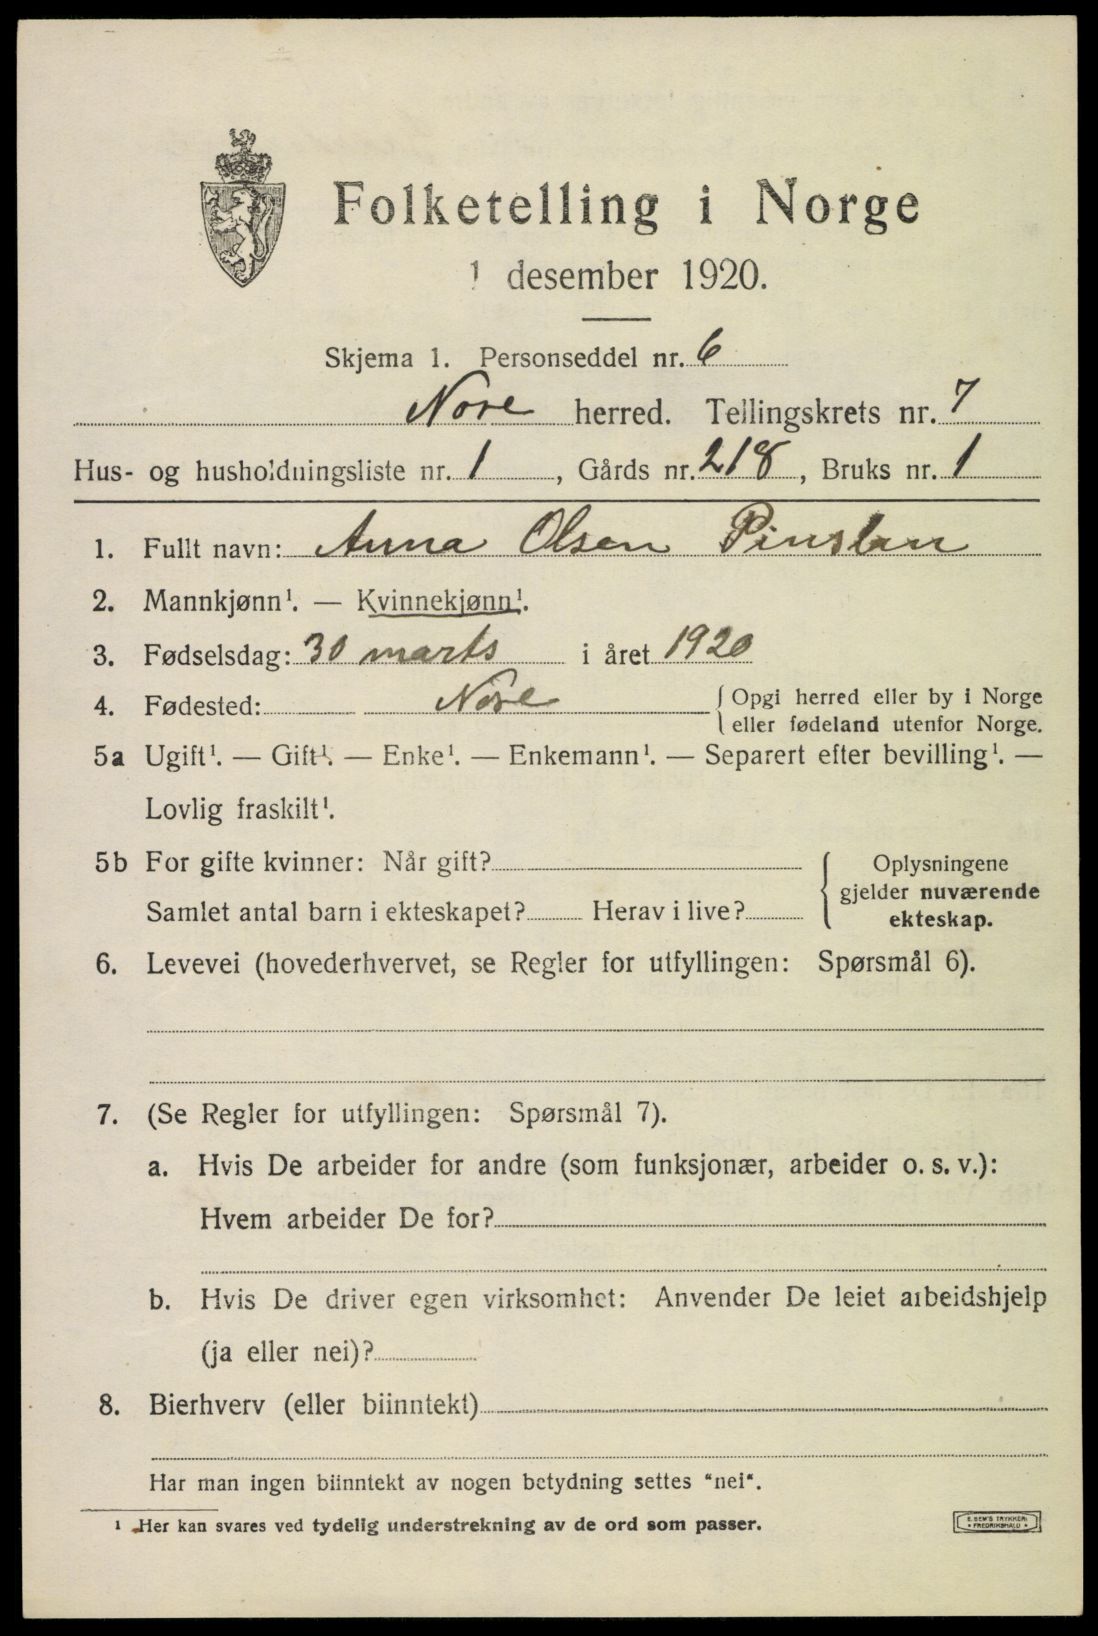 Folketelling i Norge
1 desember 1920.
Skjema 1. Personseddel nr. 6
Nore herred. Tellingskrets nr. 7
Hus- og husholdningsliste nr. 1, Gårds nr. 218, Bruks nr. 1
1. Fullt navn: Anna Olsen
2. Mannkjønn¹. — Kvinnekjønn¹.
3. Fødselsdag: 30 marts i året 1920
4. Fødested: Nore { Opgi herred eller by i Norge
eller fødeland utenfor Norge.
5a Ugift¹. — Gift¹. — Enke¹. — Enkemann¹. — Separert efter bevilling¹. —
Lovlig fraskilt¹.
5b For gifte kvinner: Når gift?
Samlet antal barn i ekteskapet? Herav i live?
{ Oplysningene
gjelder nuværende
ekteskap.
6. Levevei (hovederhvervet, se Regler for utfyllingen: Spørsmål 6).
7. (Se Regler for utfyllingen: Spørsmål 7).
a. Hvis De arbeider for andre (som funksjonær, arbeider o. s. v.):
Hvem arbeider De for?
b. Hvis De driver egen virksomhet: Anvender De leiet arbeidshjelp
(ja eller nei)?
8. Bierhverv (eller biinntekt)
Har man ingen biinntekt av nogen betydning settes "nei".
¹ Her kan svares ved tydelig understrekning av de ord som passer.
E. SEM'S TRYKKERI
• FREDRIKSHALD •